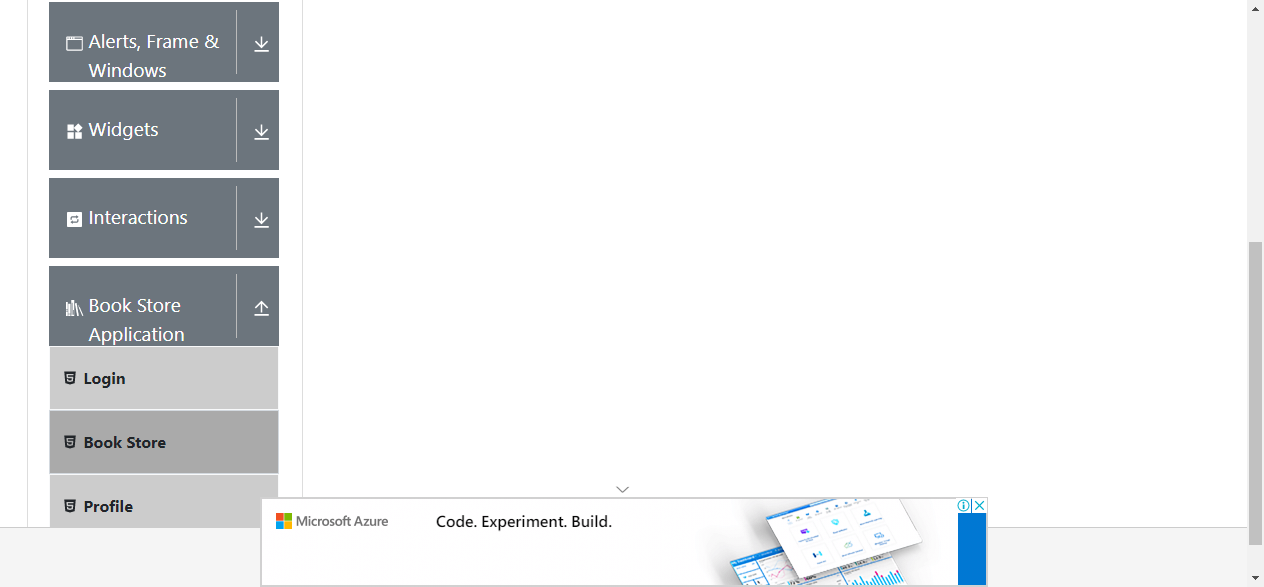 Alerts, Frame &
Windows
Widgets
Interactions
Book Store
Application
Login
Book Store
Profile
Microsoft Azure
Code. Experiment. Build.